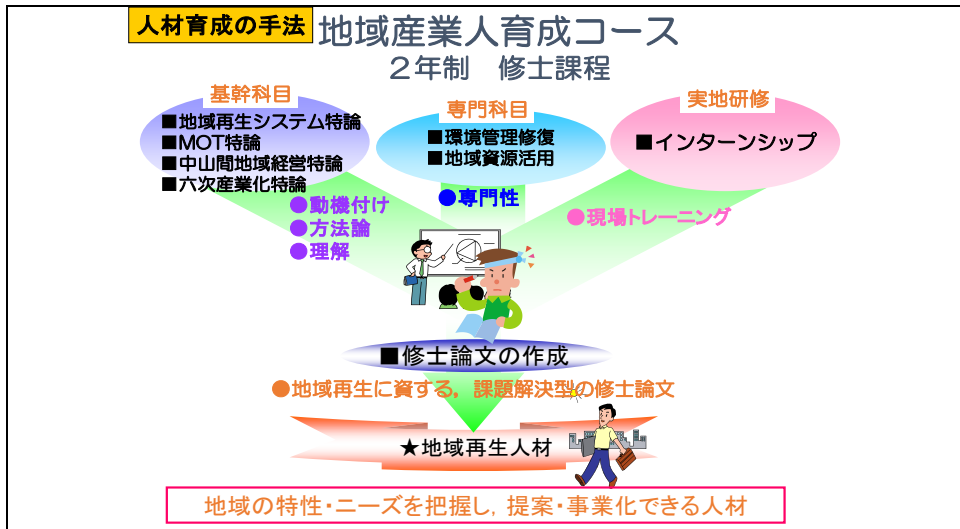 人材育成の手法
地域産業人育成コース
２年制　修士課程
基幹科目
■地域再生システム特論
■MOT特論
■中山間地域経営特論
■六次産業化特論
●動機付け
●方法論
●理解
専門科目
■環境管理修復
■地域資源活用
●専門性
実地研修
■インターンシップ
●現場トレーニング
■修士論文の作成
●地域再生に資する，課題解決型の修士論文
★地域再生人材
地域の特性・ニーズを把握し，提案・事業化できる人材